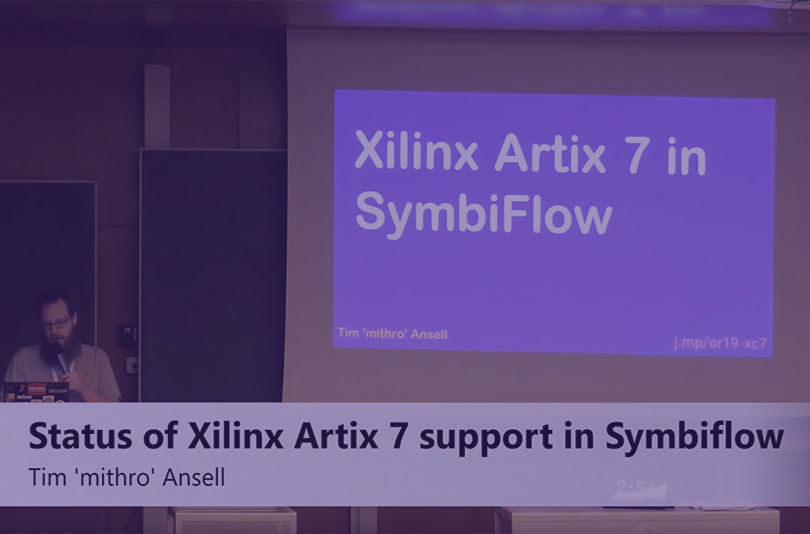 Xilinx Artix 7 in
SymbiFlow
Tim 'mithro' Ansell
j.mp/or19-xc7
Status of Xilinx Artix 7 support in Symbiflow
Tim 'mithro' Ansell